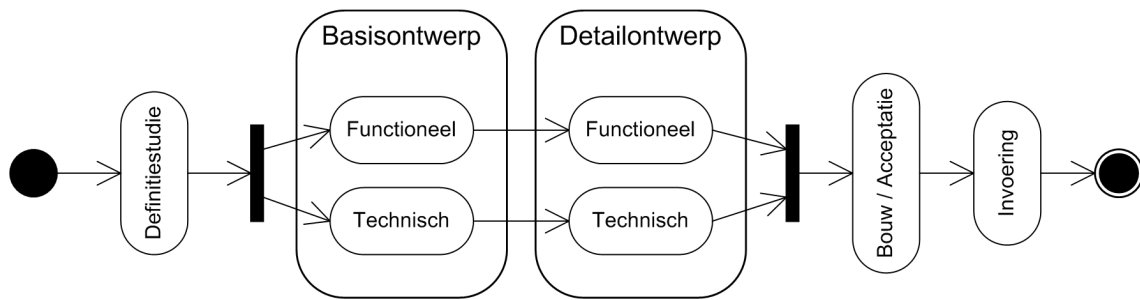 Definitiestudie
Basisontwerp
Functioneel
Technisch
Detailontwerp
Functioneel
Technisch
Bouw / Acceptatie
Invoering